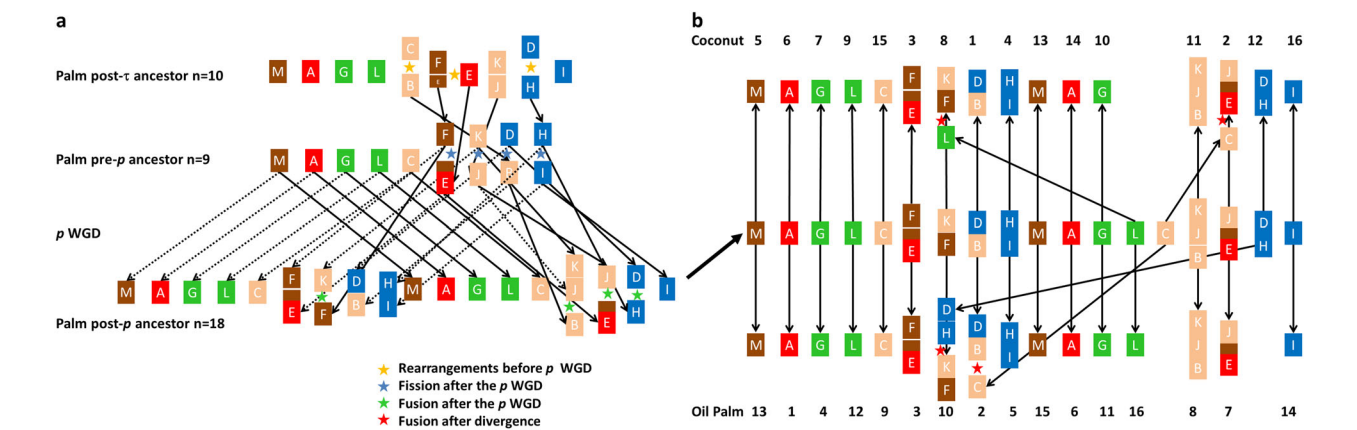 a
C D
F K
Palm post-τ ancestor n=10 M A G L E I
B J H
F K D H
Palm pre-p ancestor n=9 M A G L C
E J B I
p WGD
F K D H K J D
M A G L C M A G L C J I
Palm post-p ancestor n=18 E F B I B E H
Rearrangements before p WGD
Fission after the p WGD
Fusion after the p WGD
Fusion after divergence
b
Coconut 5 6 7 9 15 3 8 1 4 13 14 10 11 2 12 16
F K D H K J D
M A G L C M A G J I
E F B I B E H
L C
F K D H K J D
M A G L C M A G L C J I
E F B I B E H
D
F H D H K J
M A G L C B M A G L J I
E K I B E
F C
Oil Palm 13 1 4 12 9 3 10 2 5 15 6 11 16 8 7 14